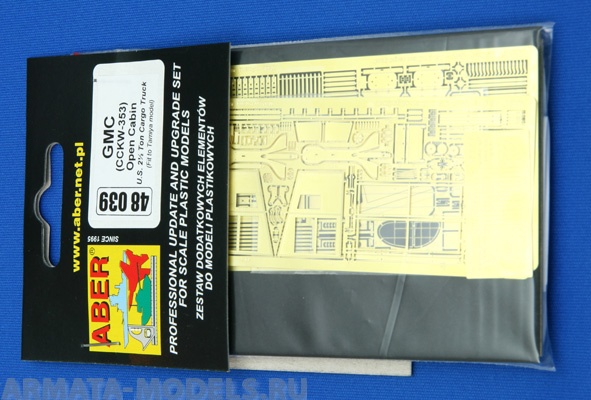 www.aber.net.pl
GMC
(CCKW-353)
Open Cabin
U.S. 2½ Ton Cargo Truck
(Fit to Tamiya model)
48 039
SINCE 1995
ABER
PROFESSIONAL UPDATE AND UPGRADE SET
FOR SCALE PLASTIC MODELS
ZESTAW DODATKOWYCH ELEMENTÓW
DO MODELI PLASTIKOWYCH
ARMATA-MODELS.RU